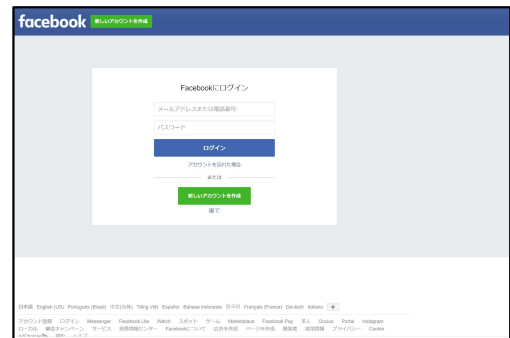 facebook 新しいアカウントを作成
Facebookにログイン
メールアドレスまたは電話番号
パスワード
ログイン
アカウントを忘れた場合
または
新しいアカウントを作成
後で
日本語 English (US) Português (Brasil) 中文(简体) Tiếng Việt Español Bahasa Indonesia 한국어 Français (France) Deutsch Italiano +
アカウント登録 ログイン Messenger Facebook Lite Watch スポット ゲーム Marketplace Facebook Pay 求人 Oculus Portal Instagram
ローカル 募金キャンペーン サービス 投票情報センター Facebookについて 広告を作成 ページを作成 開発者 採用情報 プライバシー Cookie
AdChoices 規約 ヘルプ